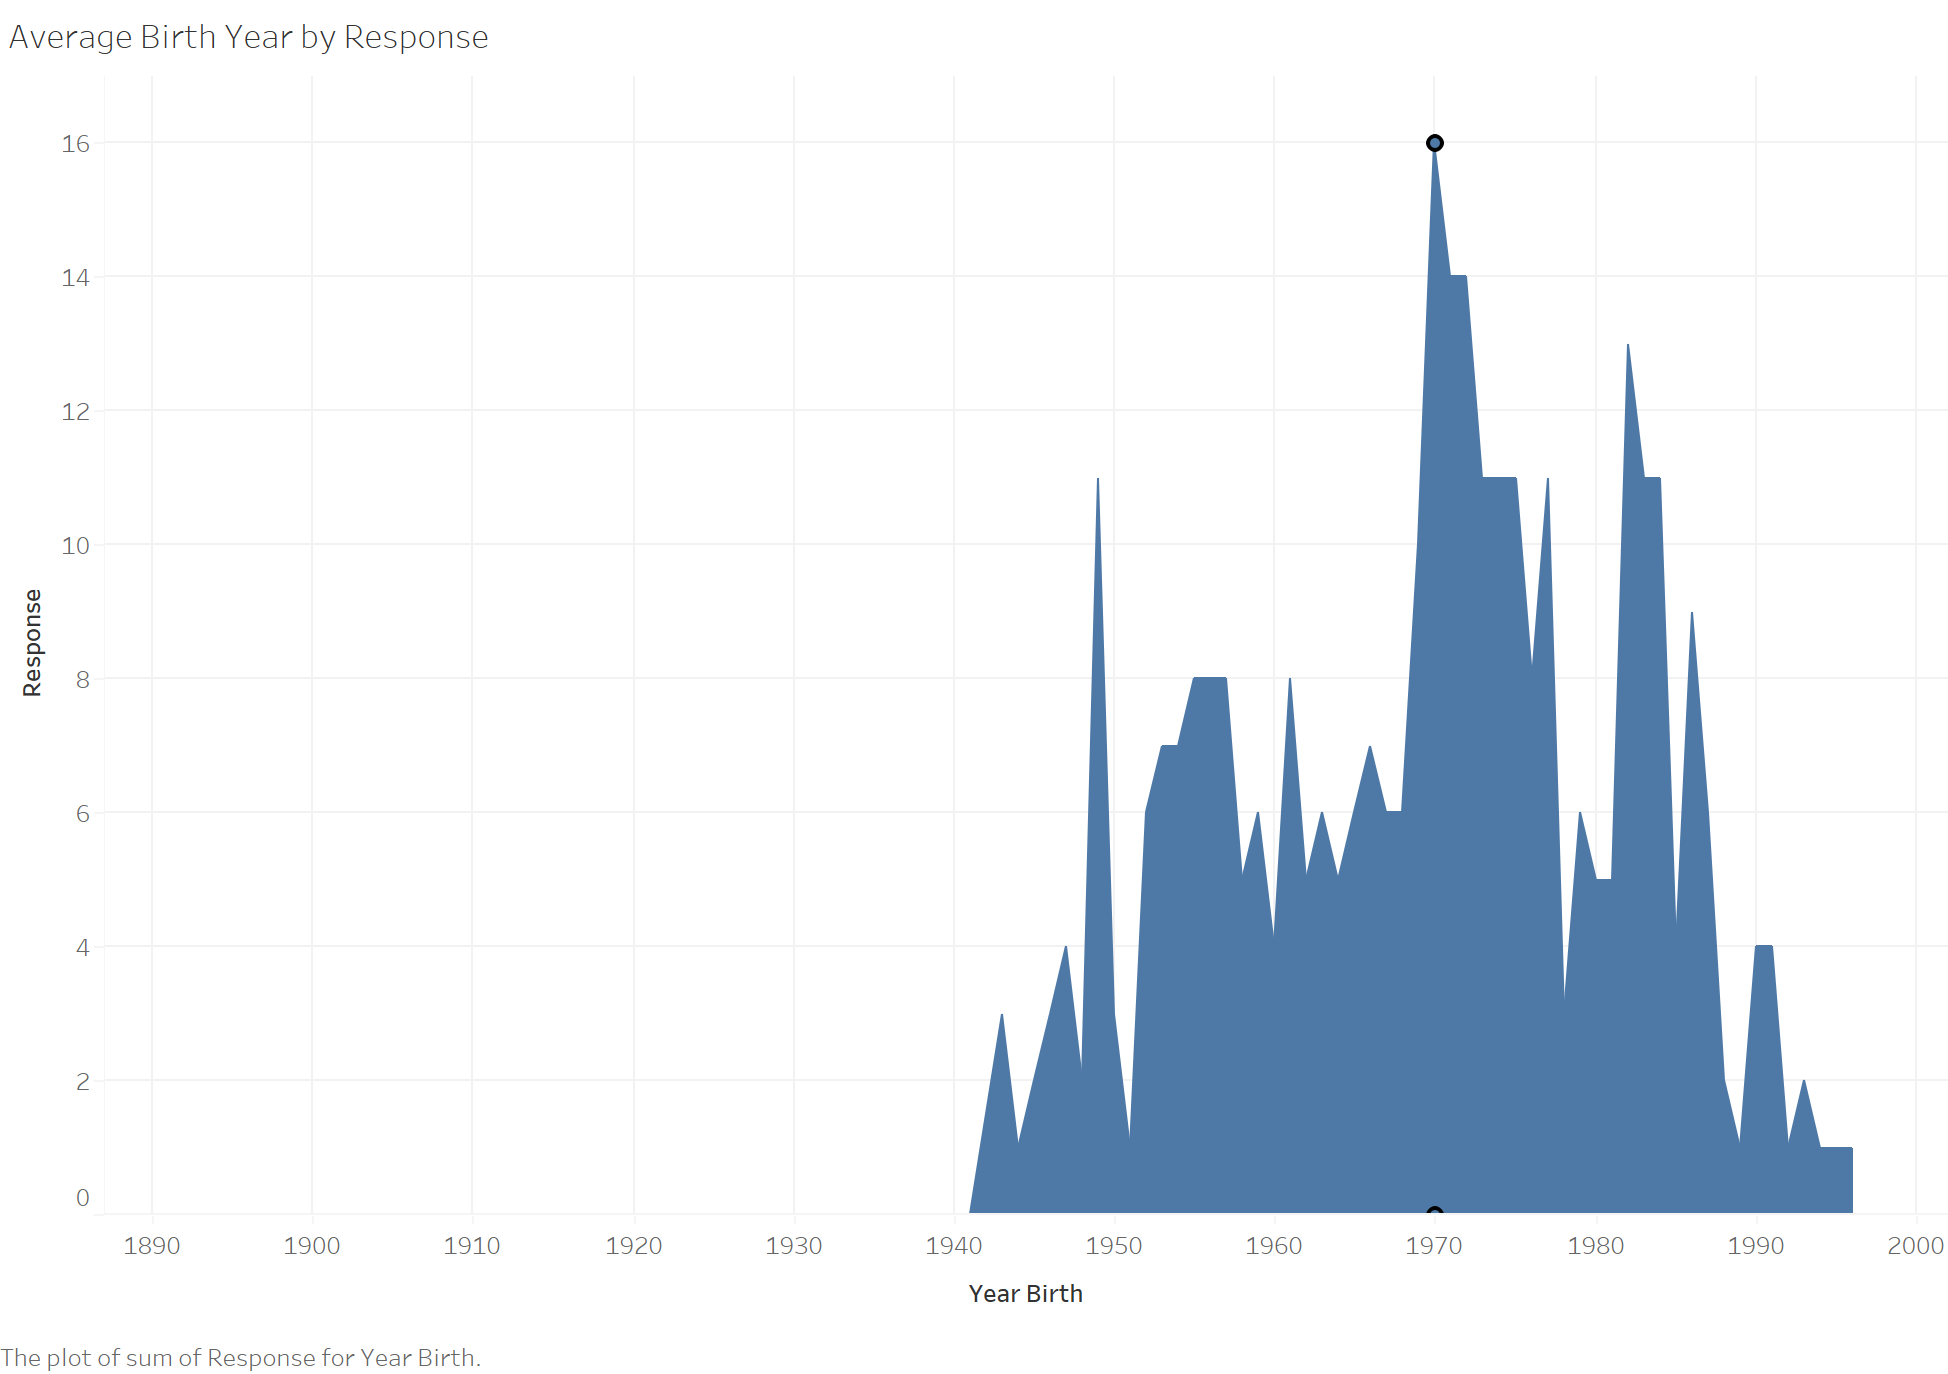 Average Birth Year by Response
16
14
12
10
8
6
4
2
0
Response
1890 1900 1910 1920 1930 1940 1950 1960 1970 1980 1990 2000
Year Birth
The plot of sum of Response for Year Birth.